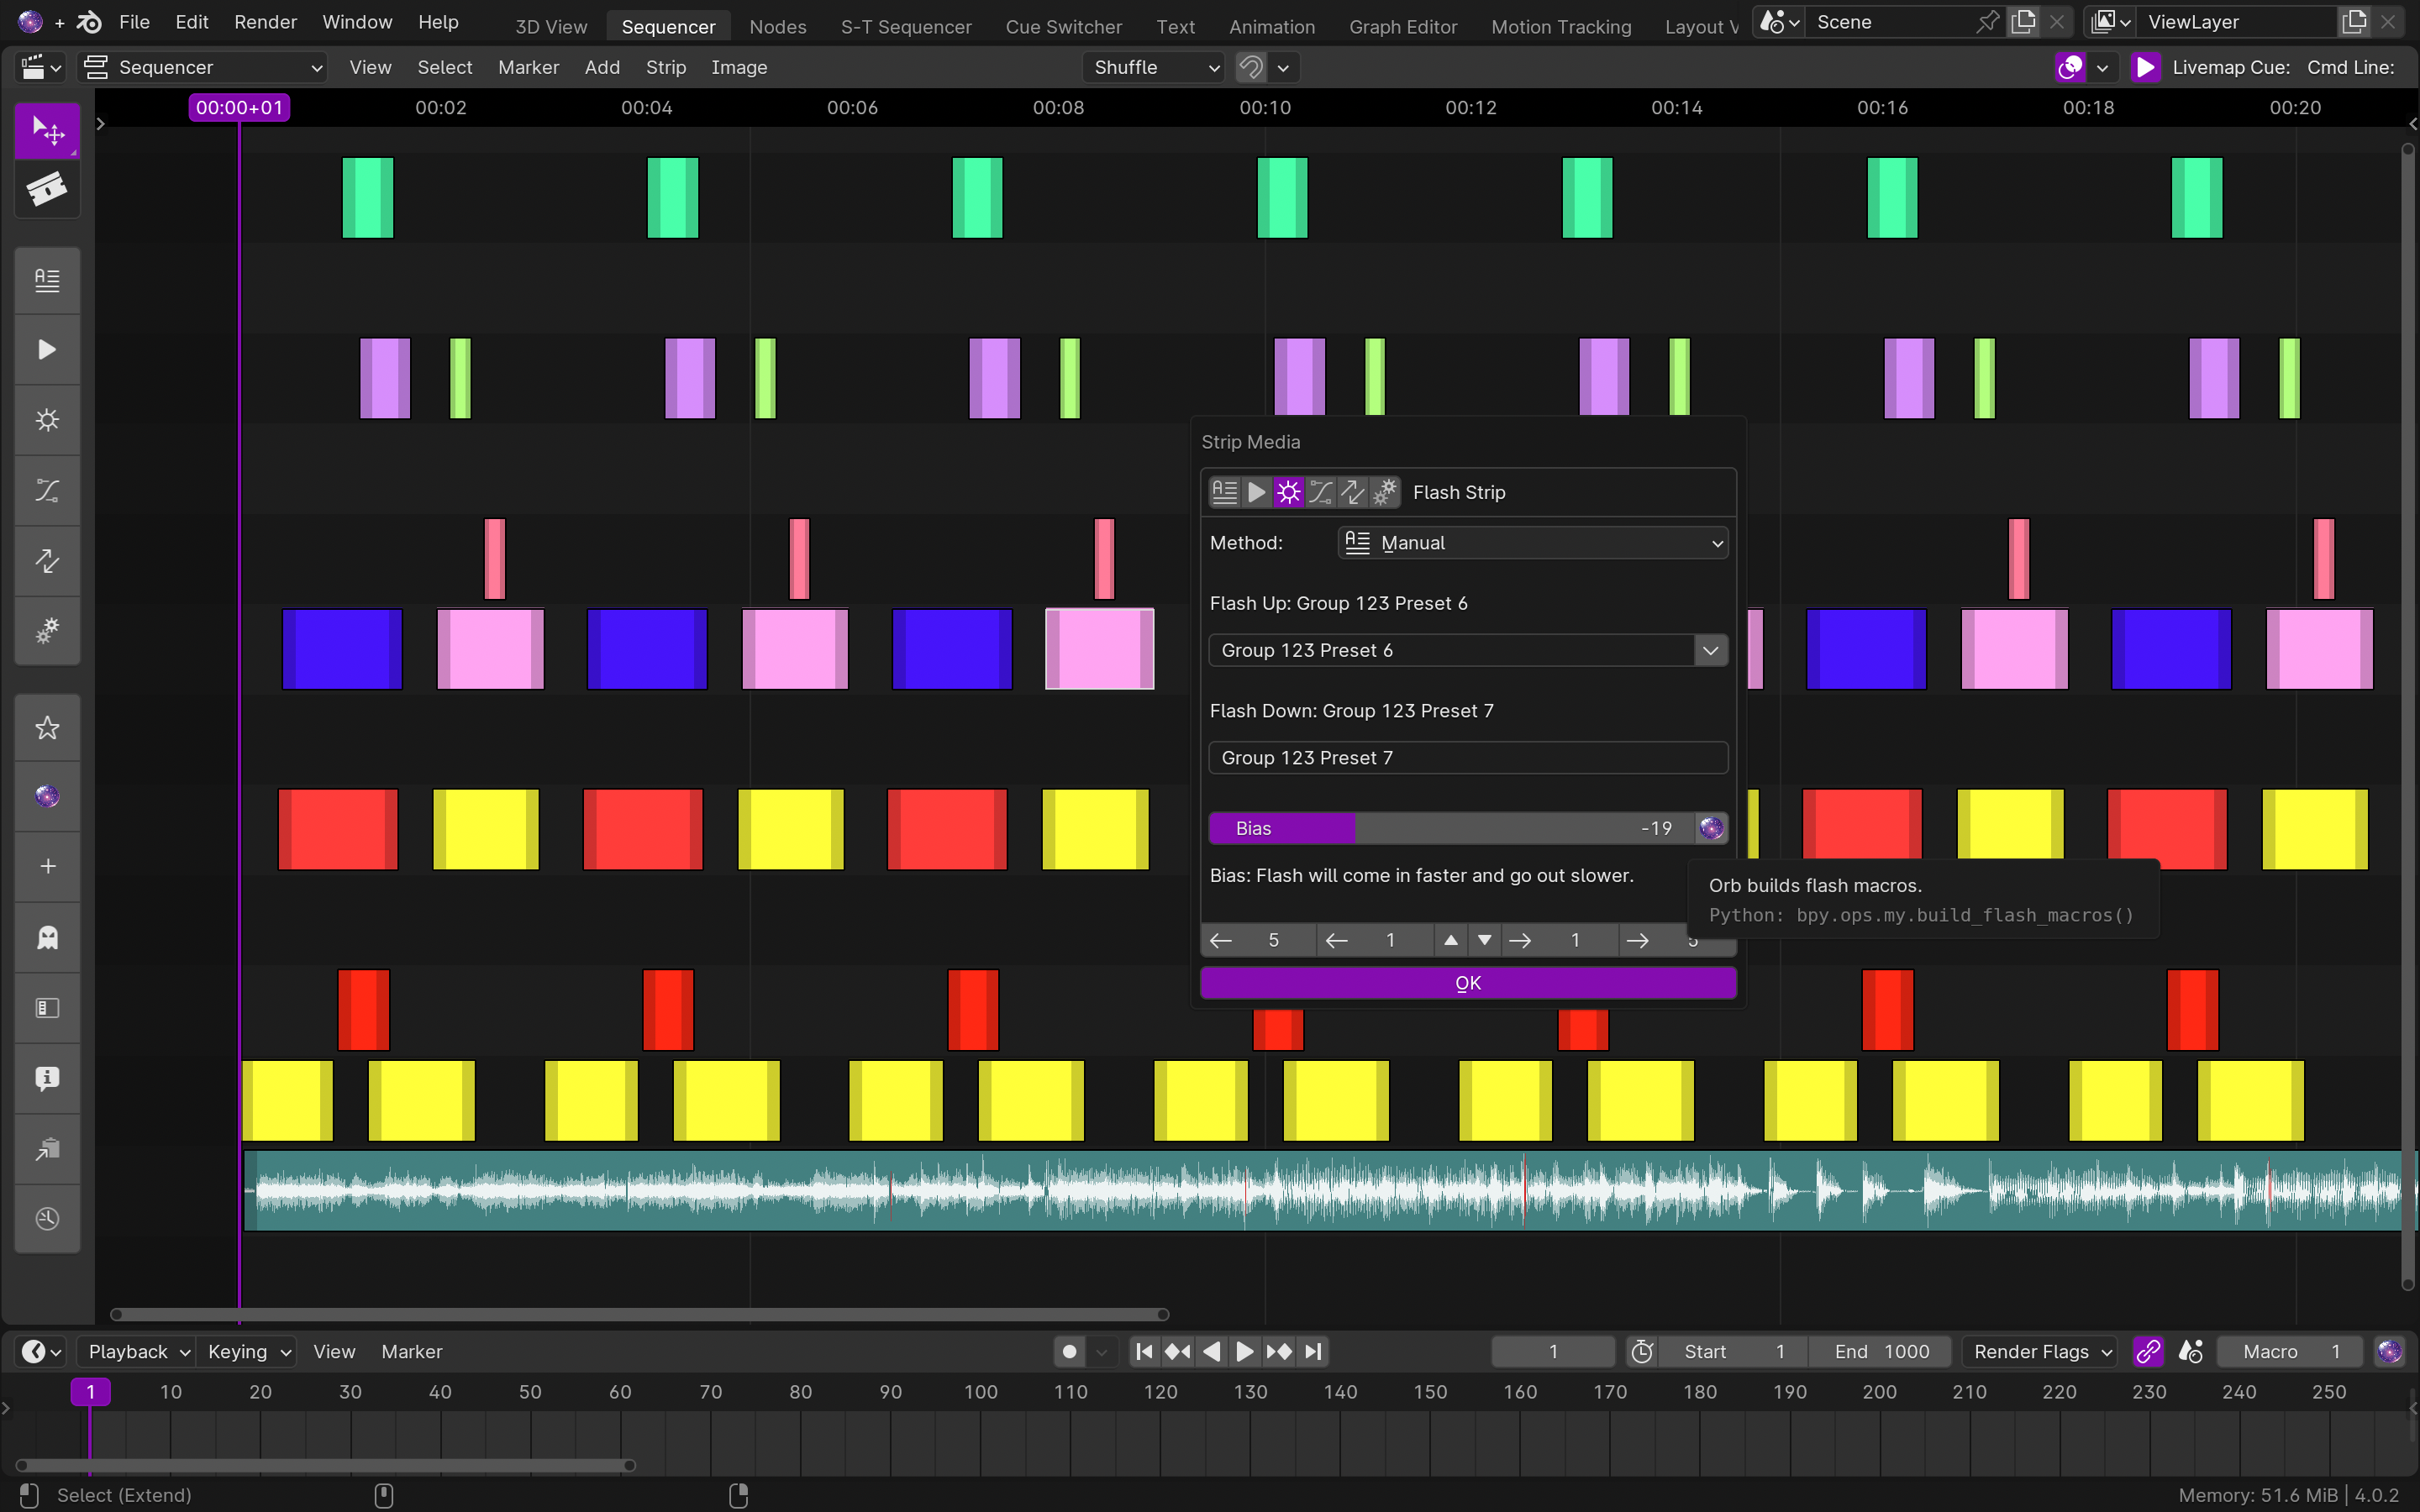 File Edit Render Window Help 3D View Sequencer Nodes S-T Sequencer Cue Switcher Text Animation Graph Editor Motion Tracking Layout V Scene ViewLayer
Sequencer View Select Marker Add Strip Image Shuffle Livemap Cue: Cmd Line:
00:00+01 00:02 00:04 00:06 00:08 00:10 00:12 00:14 00:16 00:18 00:20
Strip Media
Flash Strip
Method: Manual
Flash Up: Group 123 Preset 6
Group 123 Preset 6
Flash Down: Group 123 Preset 7
Group 123 Preset 7
Bias -19
Bias: Flash will come in faster and go out slower.
Orb builds flash macros.
Python: bpy.ops.my.build_flash_macros()
5 1 1 5
OK
Playback Keying View Marker 1 Start 1 End 1000 Render Flags Macro 1
1 10 20 30 40 50 60 70 80 90 100 110 120 130 140 150 160 170 180 190 200 210 220 230 240 250
Select (Extend) Memory: 51.6 MiB | 4.0.2